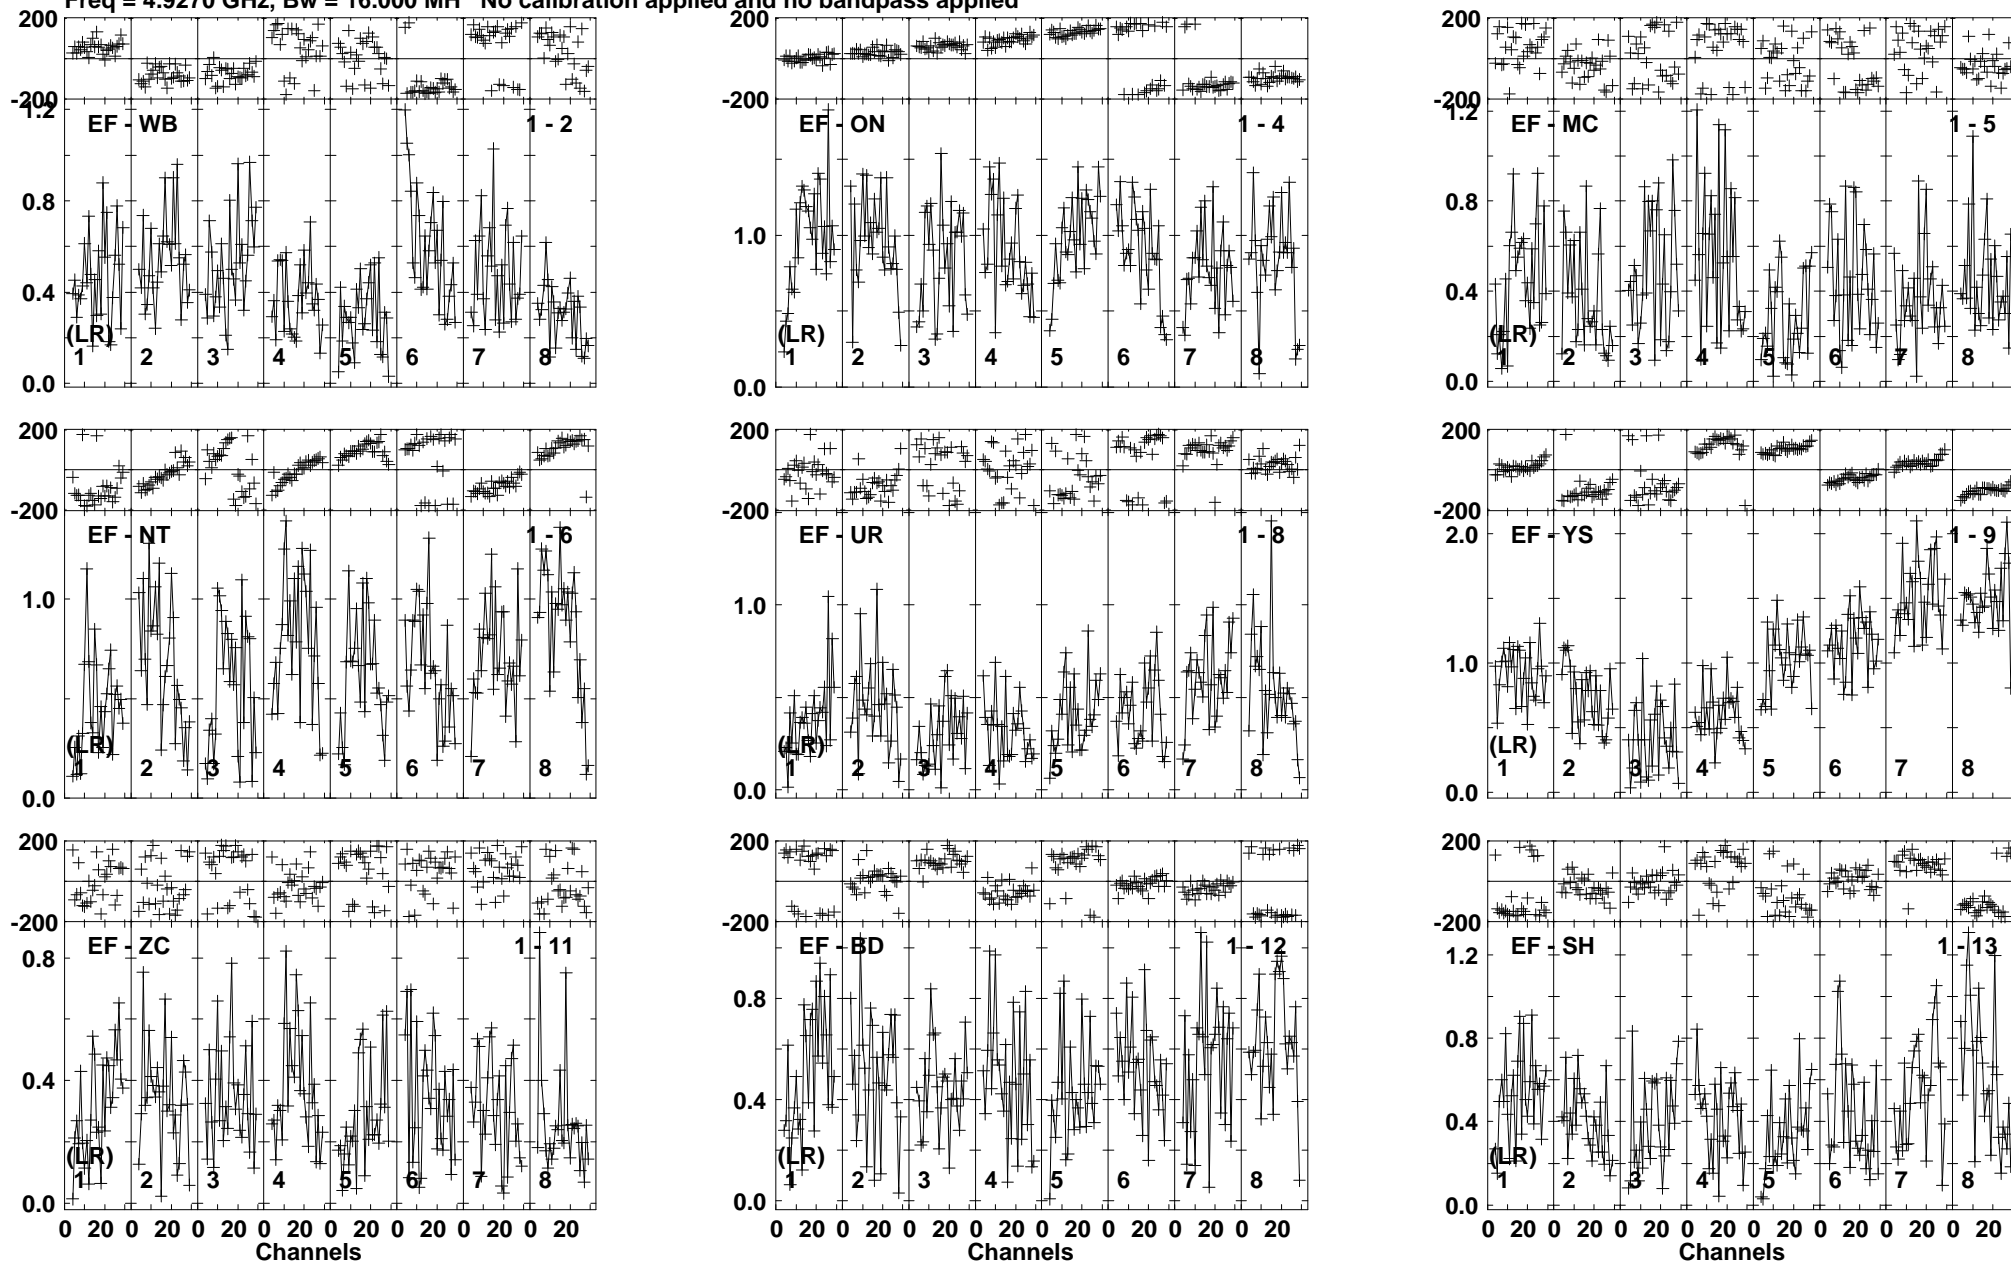 Freq = 4.9270 GHz, Bw = 16.000 MH No calibration applied and no bandpass applied
200 200 200
-200 -200 -200
1.2 EF - WB 1 - 2 EF - ON 1 - 4 1.2 EF - MC 1 - 5
0.8 1.0 0.8
0.4 0.4
(LR) (LR) (LR)
1 2 3 4 5 6 7 8 1 2 3 4 5 6 7 8 1 2 3 4 5 6 7 8
0.0 0.0 0.0
200 200 200
-200 -200 -200
EF - NT 1 - 6 EF - UR 1 - 8 2.0 EF - YS 1 - 9
1.0 1.0 1.0
(LR) (LR) (LR)
1 2 3 4 5 6 7 8 1 2 3 4 5 6 7 8 1 2 3 4 5 6 7 8
0.0 0.0 0.0
200 200 200
-200 -200 -200
0.8 EF - ZC 1 - 11 EF - BD 1 - 12 1.2 EF - SH 1 - 13
0.8 0.8
0.4 0.4 0.4
(LR) (LR) (LR)
1 2 3 4 5 6 7 8 1 2 3 4 5 6 7 8 1 2 3 4 5 6 7 8
0.0 0.0 0.0
0 20 0 20 0 20 0 20 0 20 0 20 0 20 0 20 0 20 0 20 0 20 0 20 0 20 0 20 0 20 0 20 0 20 0 20 0 20 0 20 0 20 0 20 0 20 0 20
Channels Channels Channels